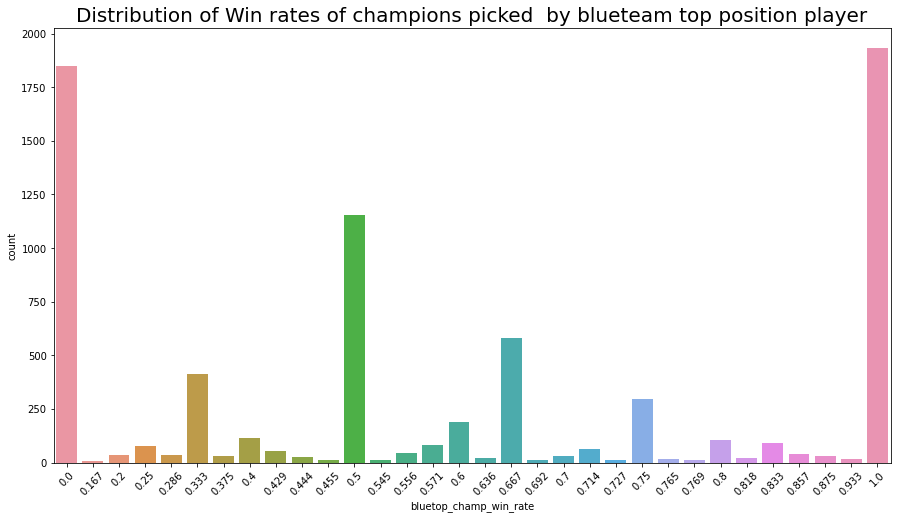 Distribution of Win rates of champions picked  by blueteam top position player
count
2000
1750
1500
1250
1000
750
500
250
0
0.0 0.167 0.2 0.25 0.286 0.333 0.375 0.4 0.429 0.444 0.455 0.5 0.545 0.556 0.571 0.6 0.636 0.667 0.692 0.7 0.714 0.727 0.75 0.765 0.769 0.8 0.818 0.833 0.857 0.875 0.933 1.0
bluetop_champ_win_rate